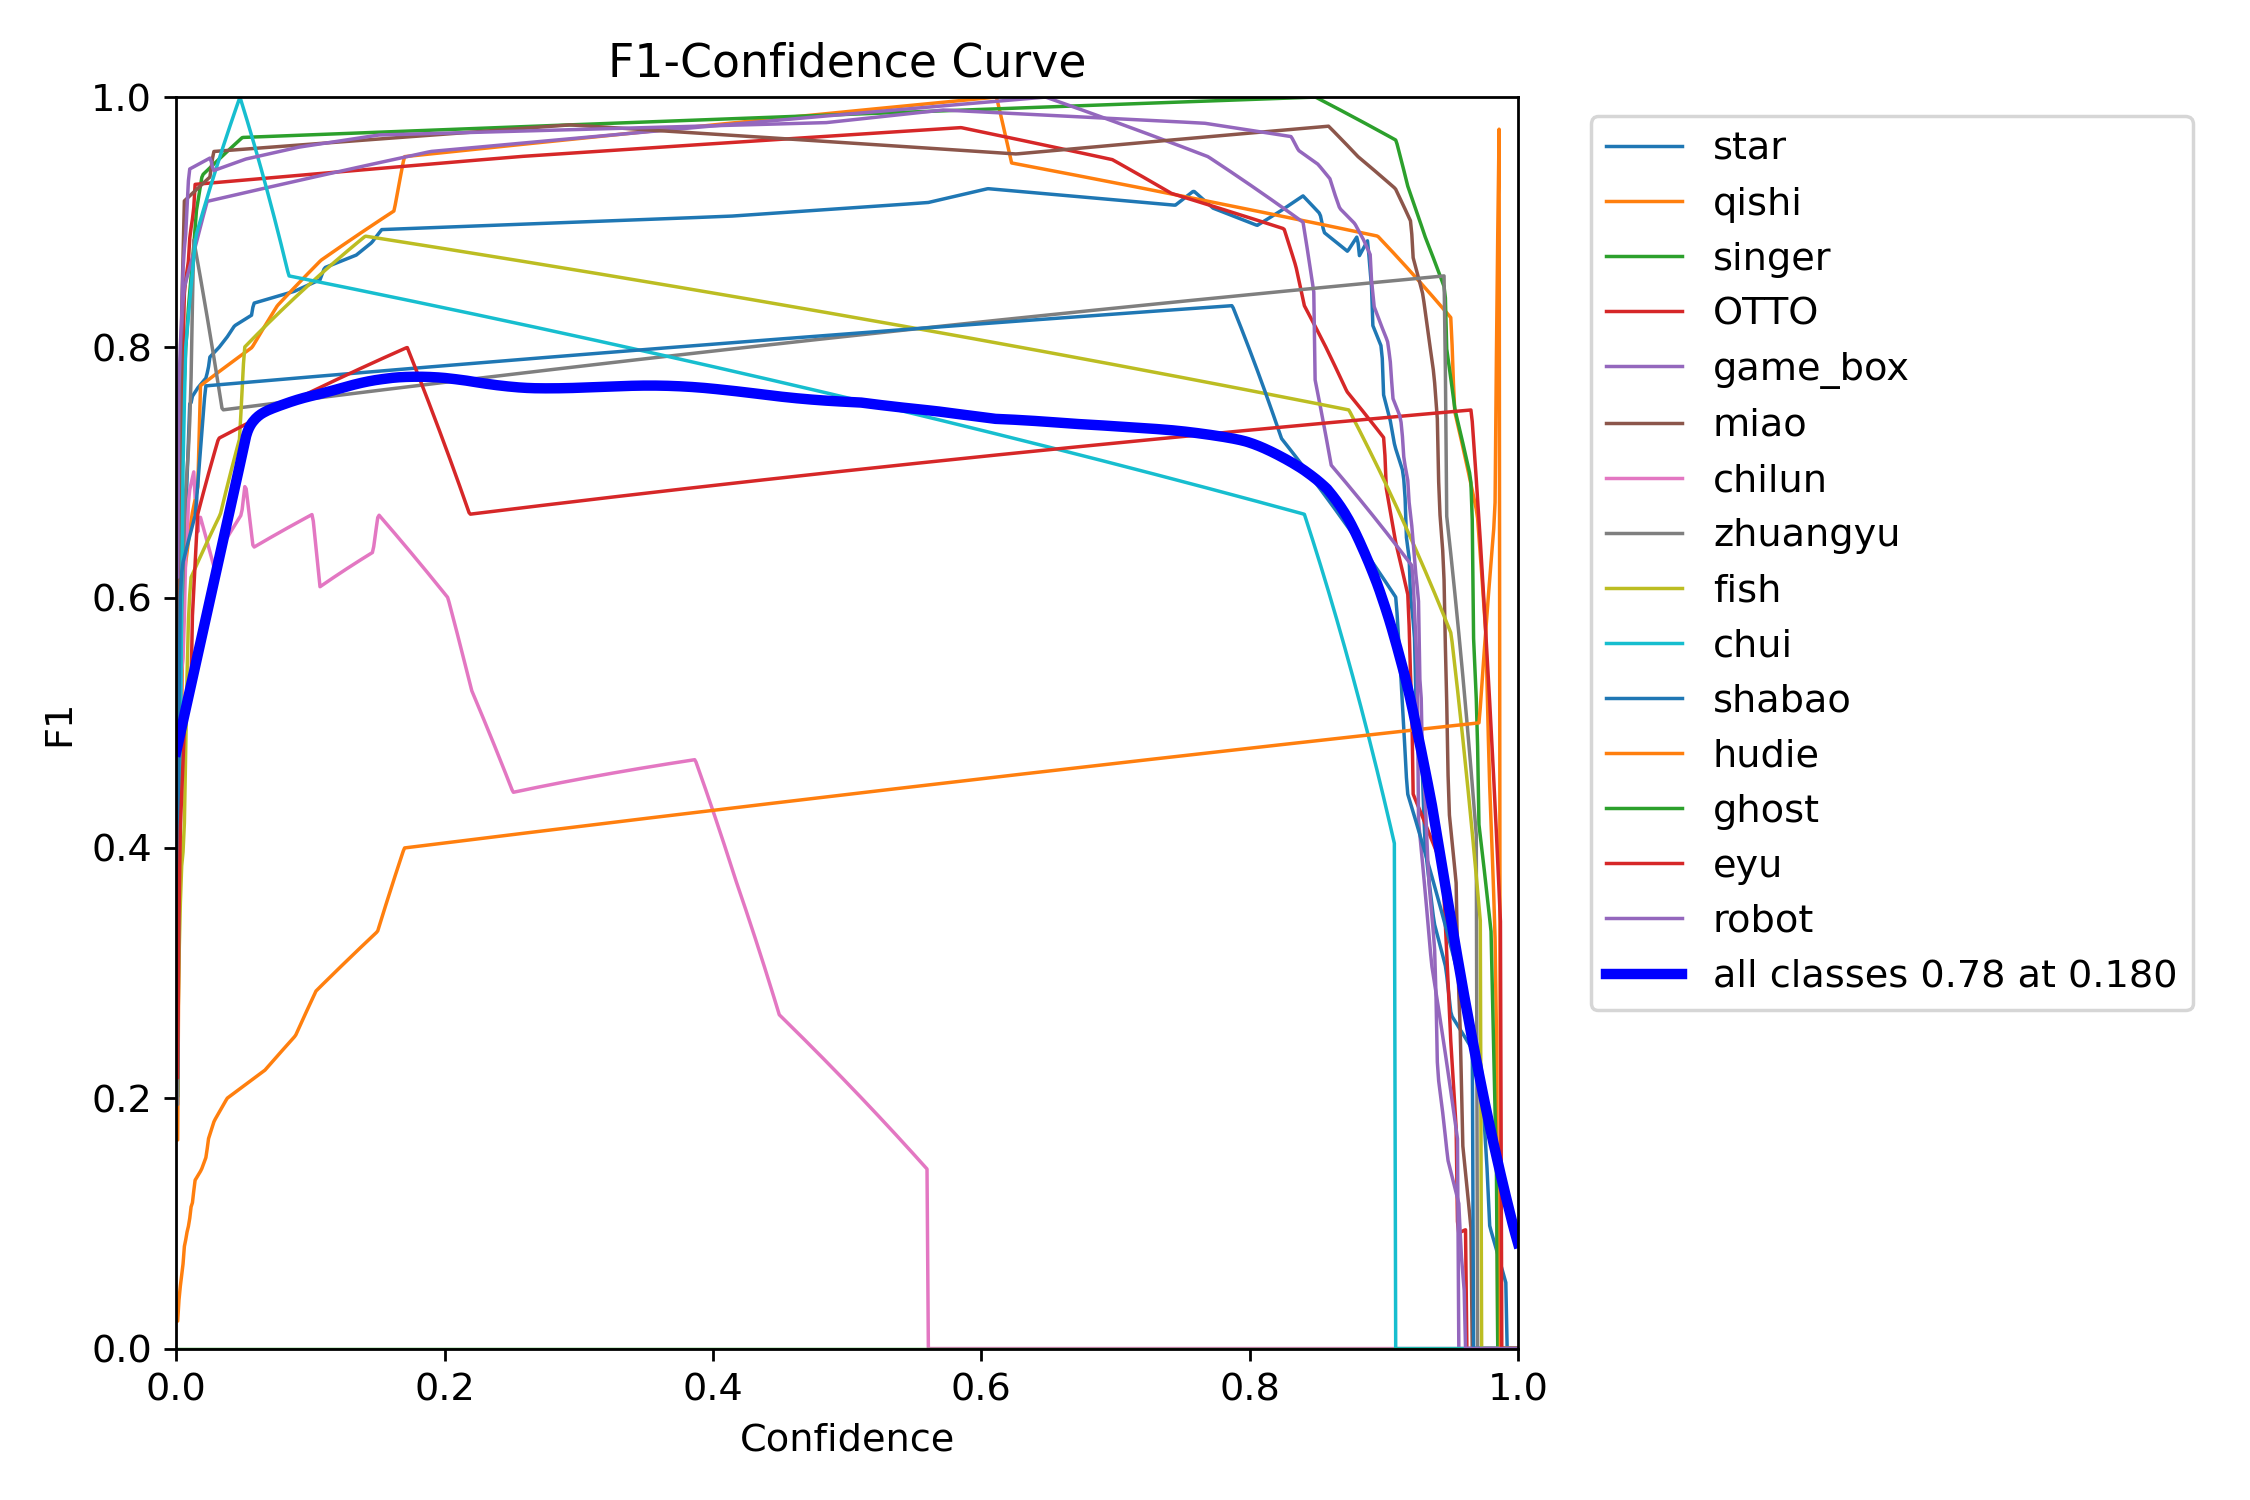 F1-Confidence Curve
1.0
0.8
0.6
0.4
0.2
0.0
F1
0.0 0.2 0.4 0.6 0.8 1.0
Confidence
star
qishi
singer
OTTO
game_box
miao
chilun
zhuangyu
fish
chui
shabao
hudie
ghost
eyu
robot
all classes 0.78 at 0.180